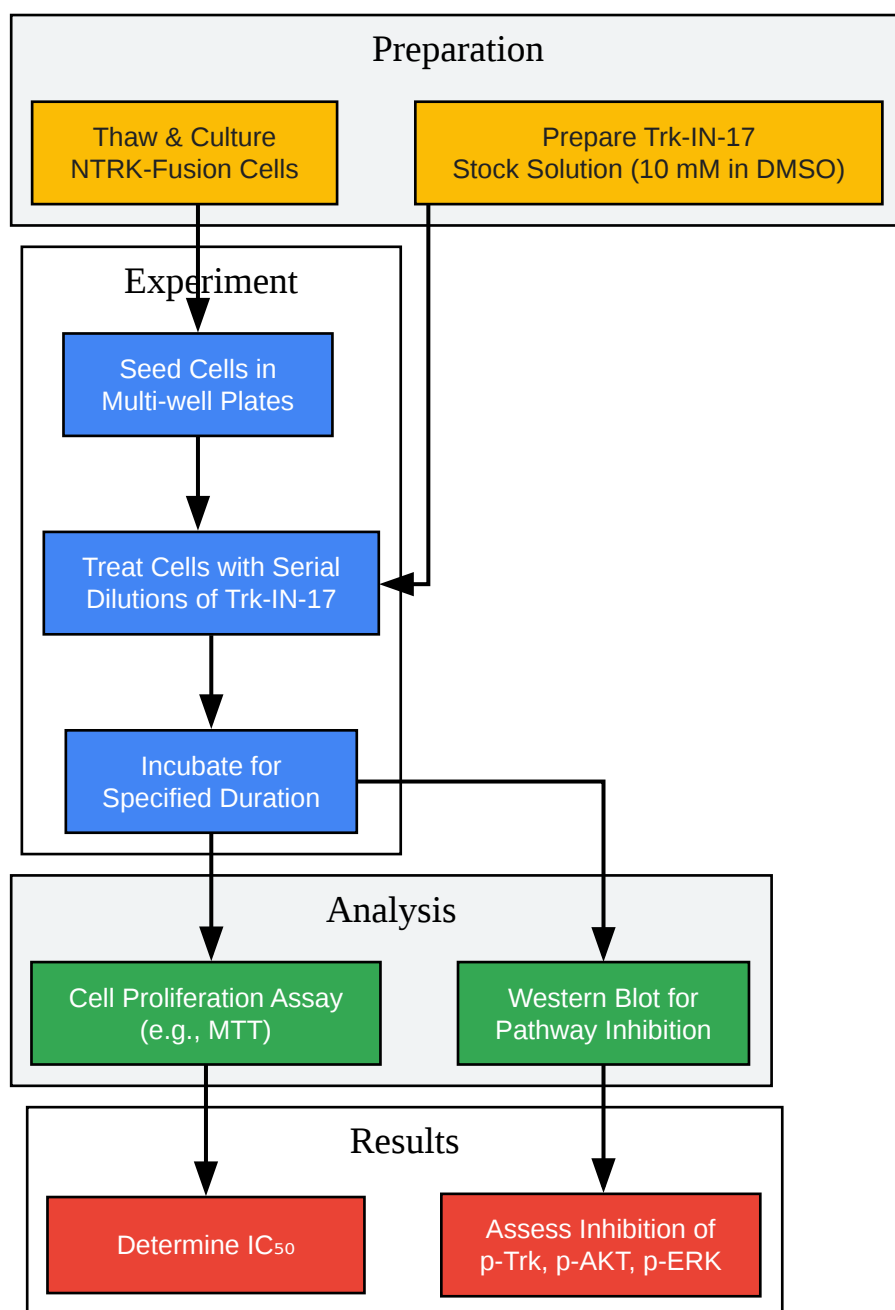 Preparation
Thaw & Culture
NTRK-Fusion Cells
Prepare Trk-IN-17
Stock Solution (10 mM in DMSO)
Experiment
Seed Cells in
Multi-well Plates
Treat Cells with Serial
Dilutions of Trk-IN-17
Incubate for
Specified Duration
Analysis
Cell Proliferation Assay
(e.g., MTT)
Western Blot for
Pathway Inhibition
Results
Determine IC₅₀
Assess Inhibition of
p-Trk, p-AKT, p-ERK